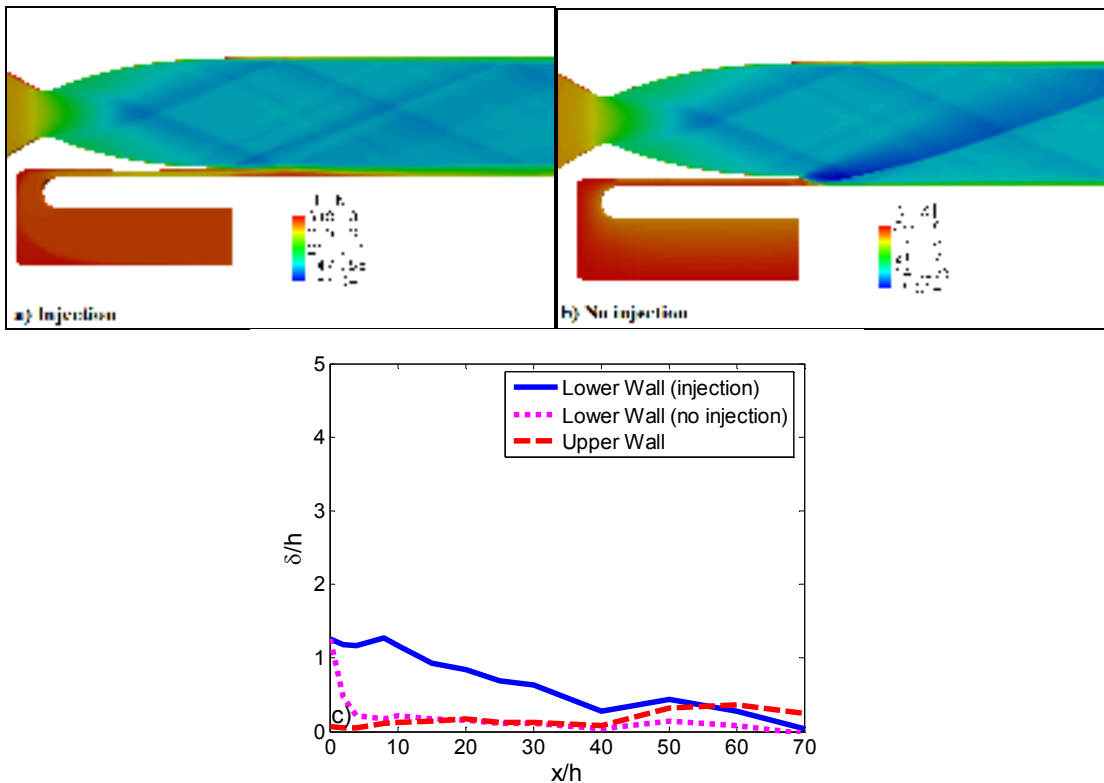 a) Injection
b) No injection
5
4
3
2
1
0
δ/h
Lower Wall (injection)
Lower Wall (no injection)
Upper Wall
c)
0 10 20 30 40 50 60 70
x/h